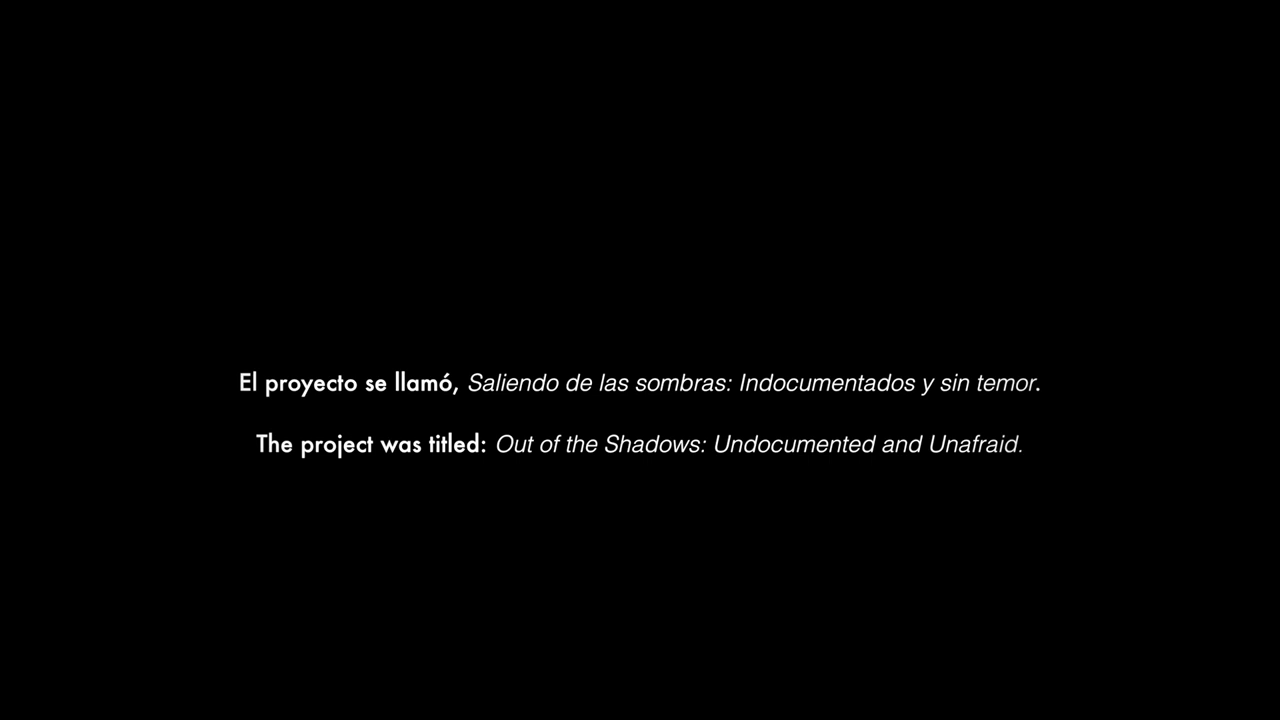 El proyecto se llamó, Saliendo de las sombras: Indocumentados y sin temor.
The project was titled: Out of the Shadows: Undocumented and Unafraid.